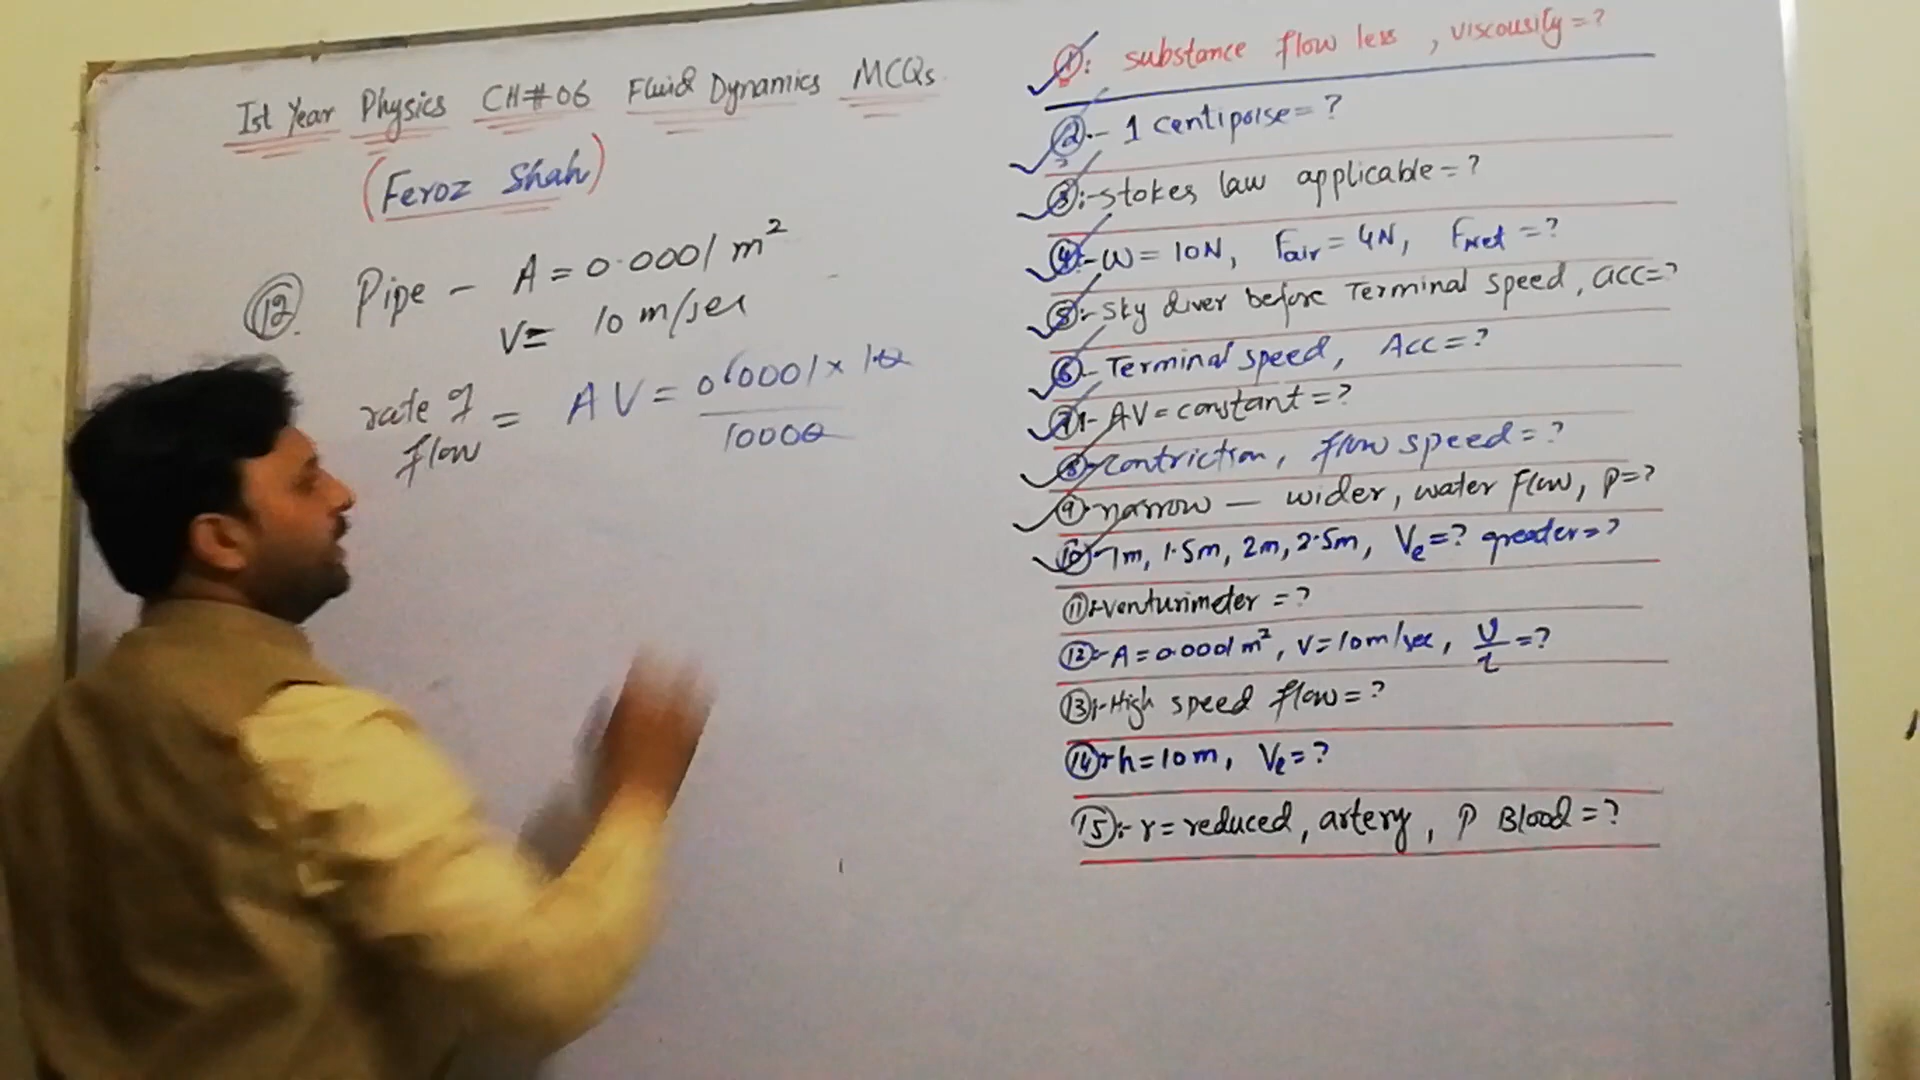 Ist Year Physics CH#06 Fluid Dynamics MCQs
(Feroz Shah)
(12). Pipe - A = 0.0001 m²
V = 10 m/sec
rate of flow = AV = 0.0001 × 10
10000
(1): substance flow less, viscousity = ?
(2):- 1 centipoise = ?
(3):- stokes law applicable = ?
(4):- W = 10N, Fair = 4N, FNet = ?
(5):- Sky diver before Terminal speed, acc = ?
(6)- Terminal speed, Acc = ?
(7):- AV = constant = ?
(8)- contriction, flow speed = ?
(9)- narrow — wider, water flow, P = ?
(10)- 1m, 1.5m, 2m, 2.5m, Ve = ? greater = ?
(11):- venturimeter = ?
(12):- A = 0.0001 m², V = 10 m/sec, V/t = ?
(13):- High speed flow = ?
(14):- h = 10m, Ve = ?
(15):- r = reduced, artery, P Blood = ?